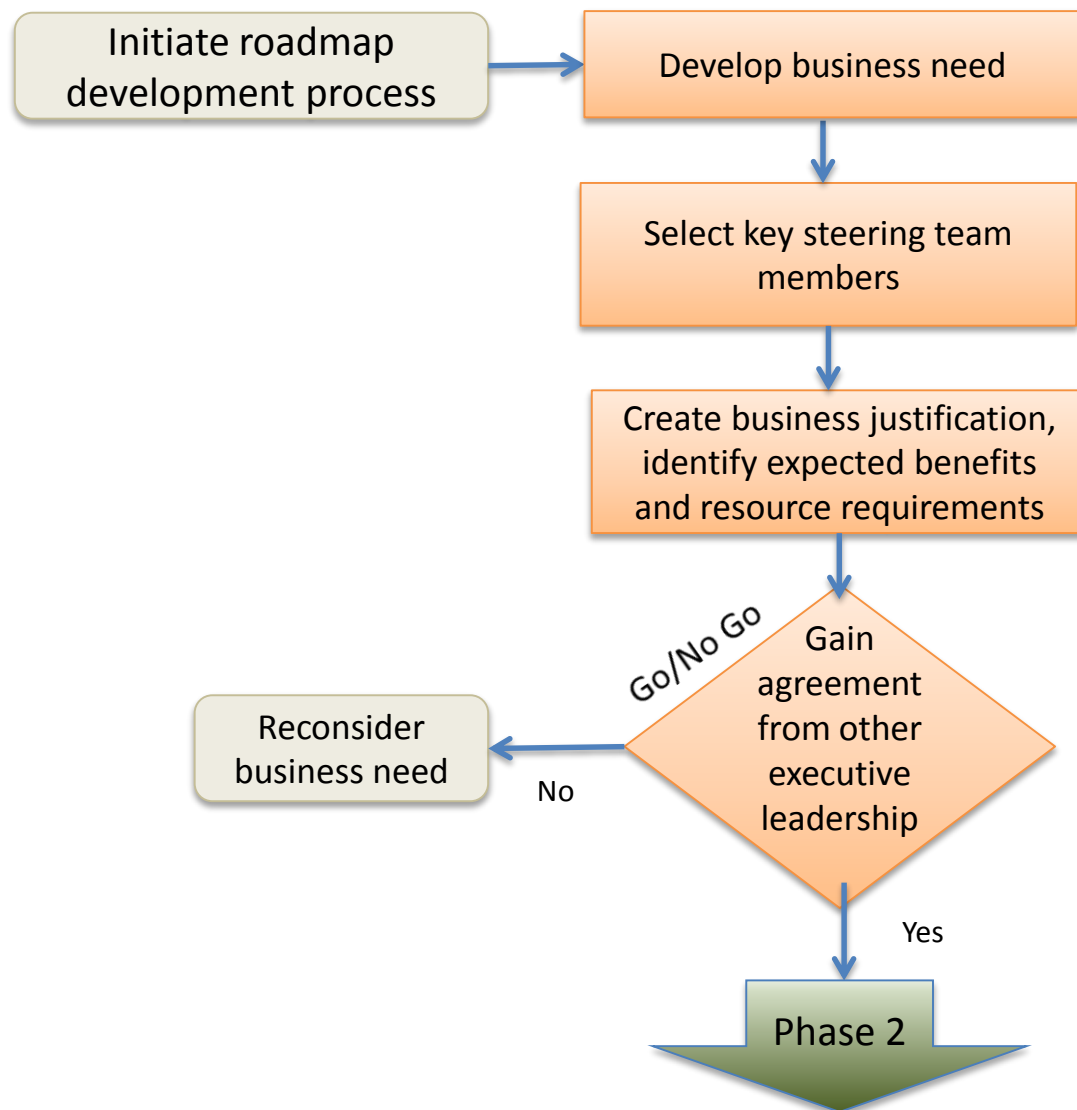 Initiate roadmap
development process
Develop business need
Select key steering team
members
Create business justification,
identify expected benefits
and resource requirements
Go/No Go
Gain
agreement
from other
executive
leadership
Reconsider
business need
No
Yes
Phase 2